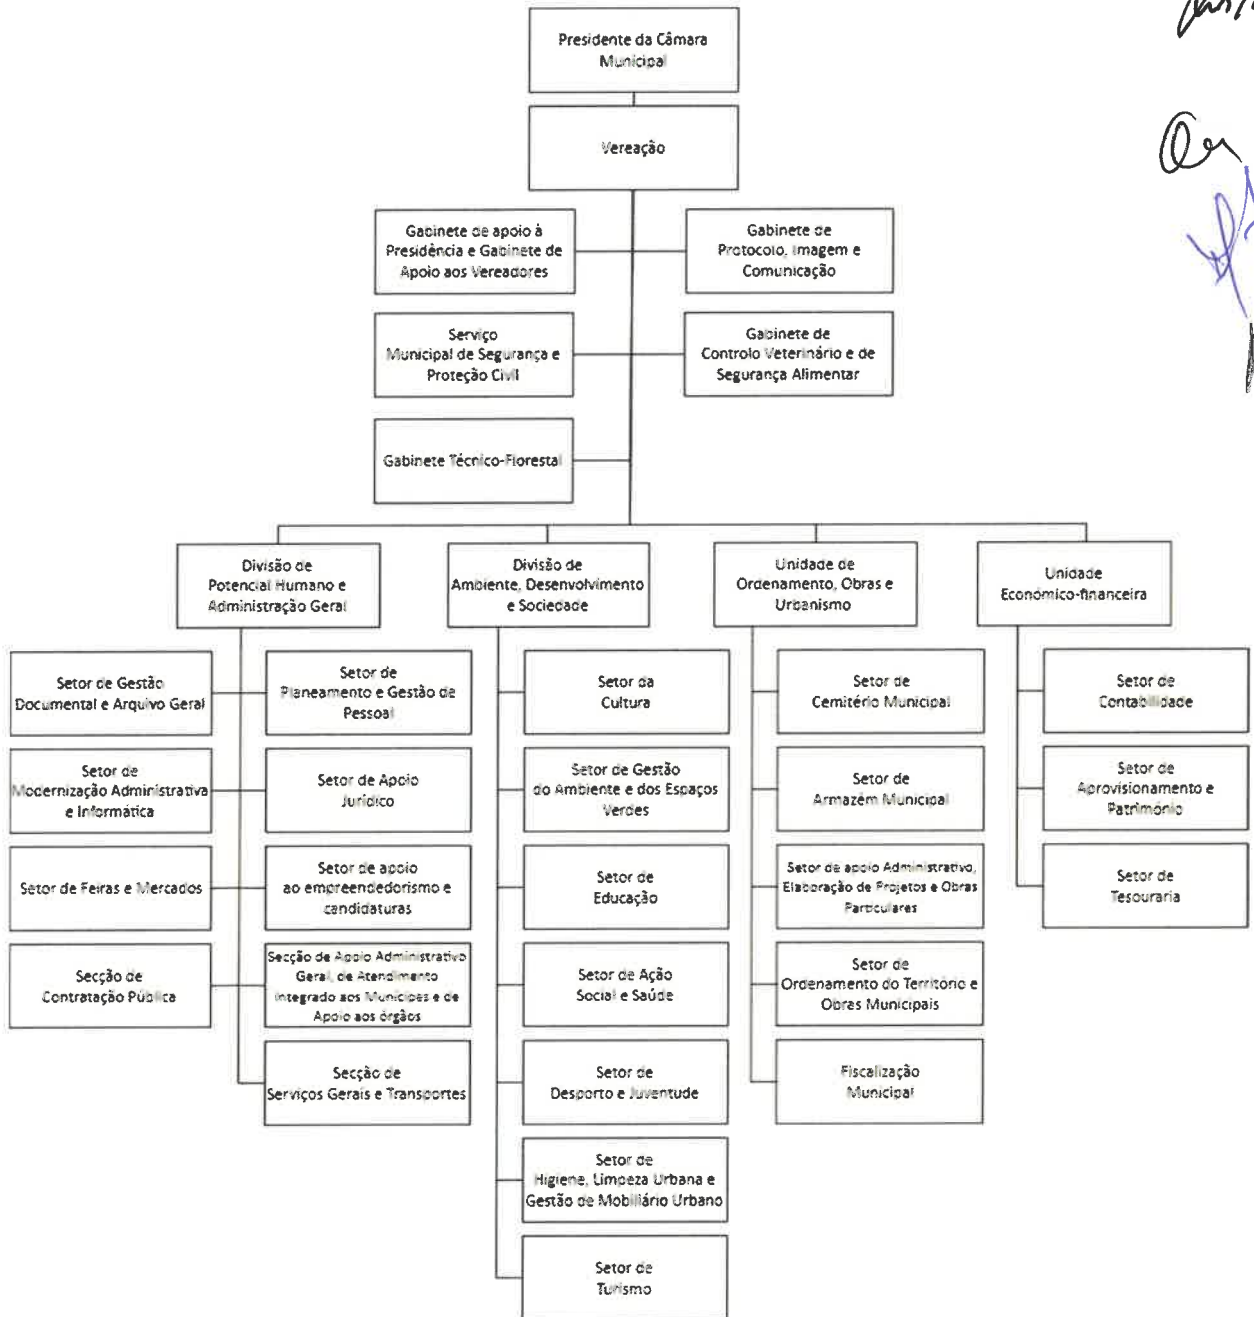 Presidente da Câmara
Municipal
Vereação
Gabinete de apoio à
Presidência e Gabinete de
Apoio aos Vereadores
Gabinete de
Protocolo, Imagem e
Comunicação
Serviço
Municipal de Segurança e
Proteção Civil
Gabinete de
Controlo Veterinário e de
Segurança Alimentar
Gabinete Técnico-Florestal
Divisão de
Potencial Humano e
Administração Geral
Divisão de
Ambiente, Desenvolvimento
e Sociedade
Unidade de
Ordenamento, Obras e
Urbanismo
Unidade
Económico-financeira
Setor de Gestão
Documental e Arquivo Geral
Setor de
Planeamento e Gestão de
Pessoal
Setor da
Cultura
Setor de
Cemitério Municipal
Setor de
Contabilidade
Setor de
Modernização Administrativa
e Informática
Setor de Apoio
Jurídico
Setor de Gestão
do Ambiente e dos Espaços
Verdes
Setor de
Armazém Municipal
Setor de
Aprovisionamento e
Património
Setor de Feiras e Mercados
Setor de apoio
ao empreendedorismo e
candidaturas
Setor de
Educação
Setor de apoio Administrativo,
Elaboração de Projetos e Obras
Particulares
Setor de
Tesouraria
Secção de
Contratação Pública
Secção de Apoio Administrativo
Geral, de Atendimento
Integrado aos Munícipes e de
Apoio aos órgãos
Setor de Ação
Social e Saúde
Setor de
Ordenamento do Território e
Obras Municipais
Secção de
Serviços Gerais e Transportes
Setor de
Desporto e Juventude
Fiscalização
Municipal
Setor de
Higiene, Limpeza Urbana e
Gestão de Mobiliário Urbano
Setor de
Turismo